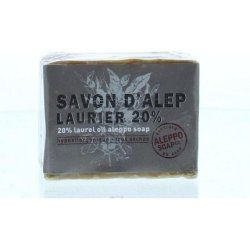 SAVON D'ALEP
LAURIER 20%
20% laurel oil aleppo soap
ALEPPO
SOAP